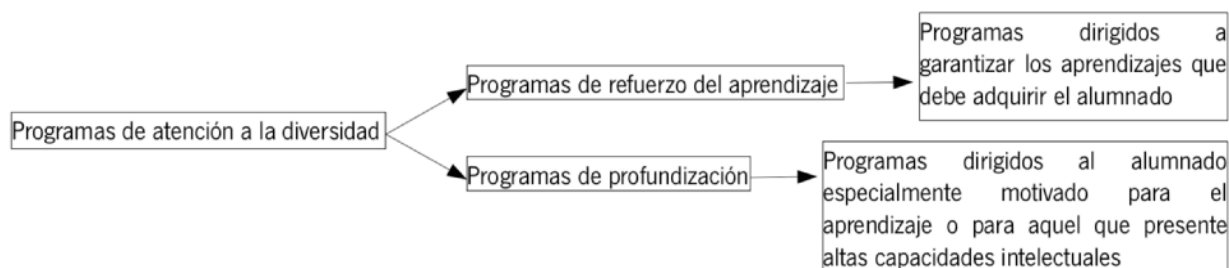 Programas de atención a la diversidad
Programas de refuerzo del aprendizaje
Programas dirigidos a
garantizar los aprendizajes que
debe adquirir el alumnado
Programas de profundización
Programas dirigidos al alumnado
especialmente motivado para el
aprendizaje o para aquel que presente
altas capacidades intelectuales